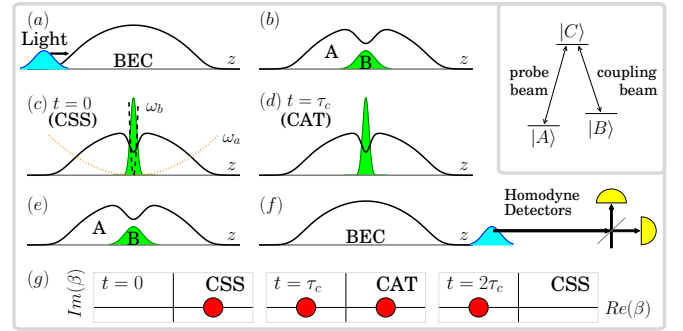 (a)
Light
BEC
z
(b)
A
B
z
|C⟩
probe beam
coupling beam
|A⟩
|B⟩
(c) t = 0
(CSS)
ω_b
ω_a
z
(d) t = τ_c
(CAT)
z
(e)
A
B
z
(f)
BEC
z
Homodyne
Detectors
(g)
Im(β)
t = 0
CSS
t = τ_c
CAT
t = 2τ_c
CSS
Re(β)